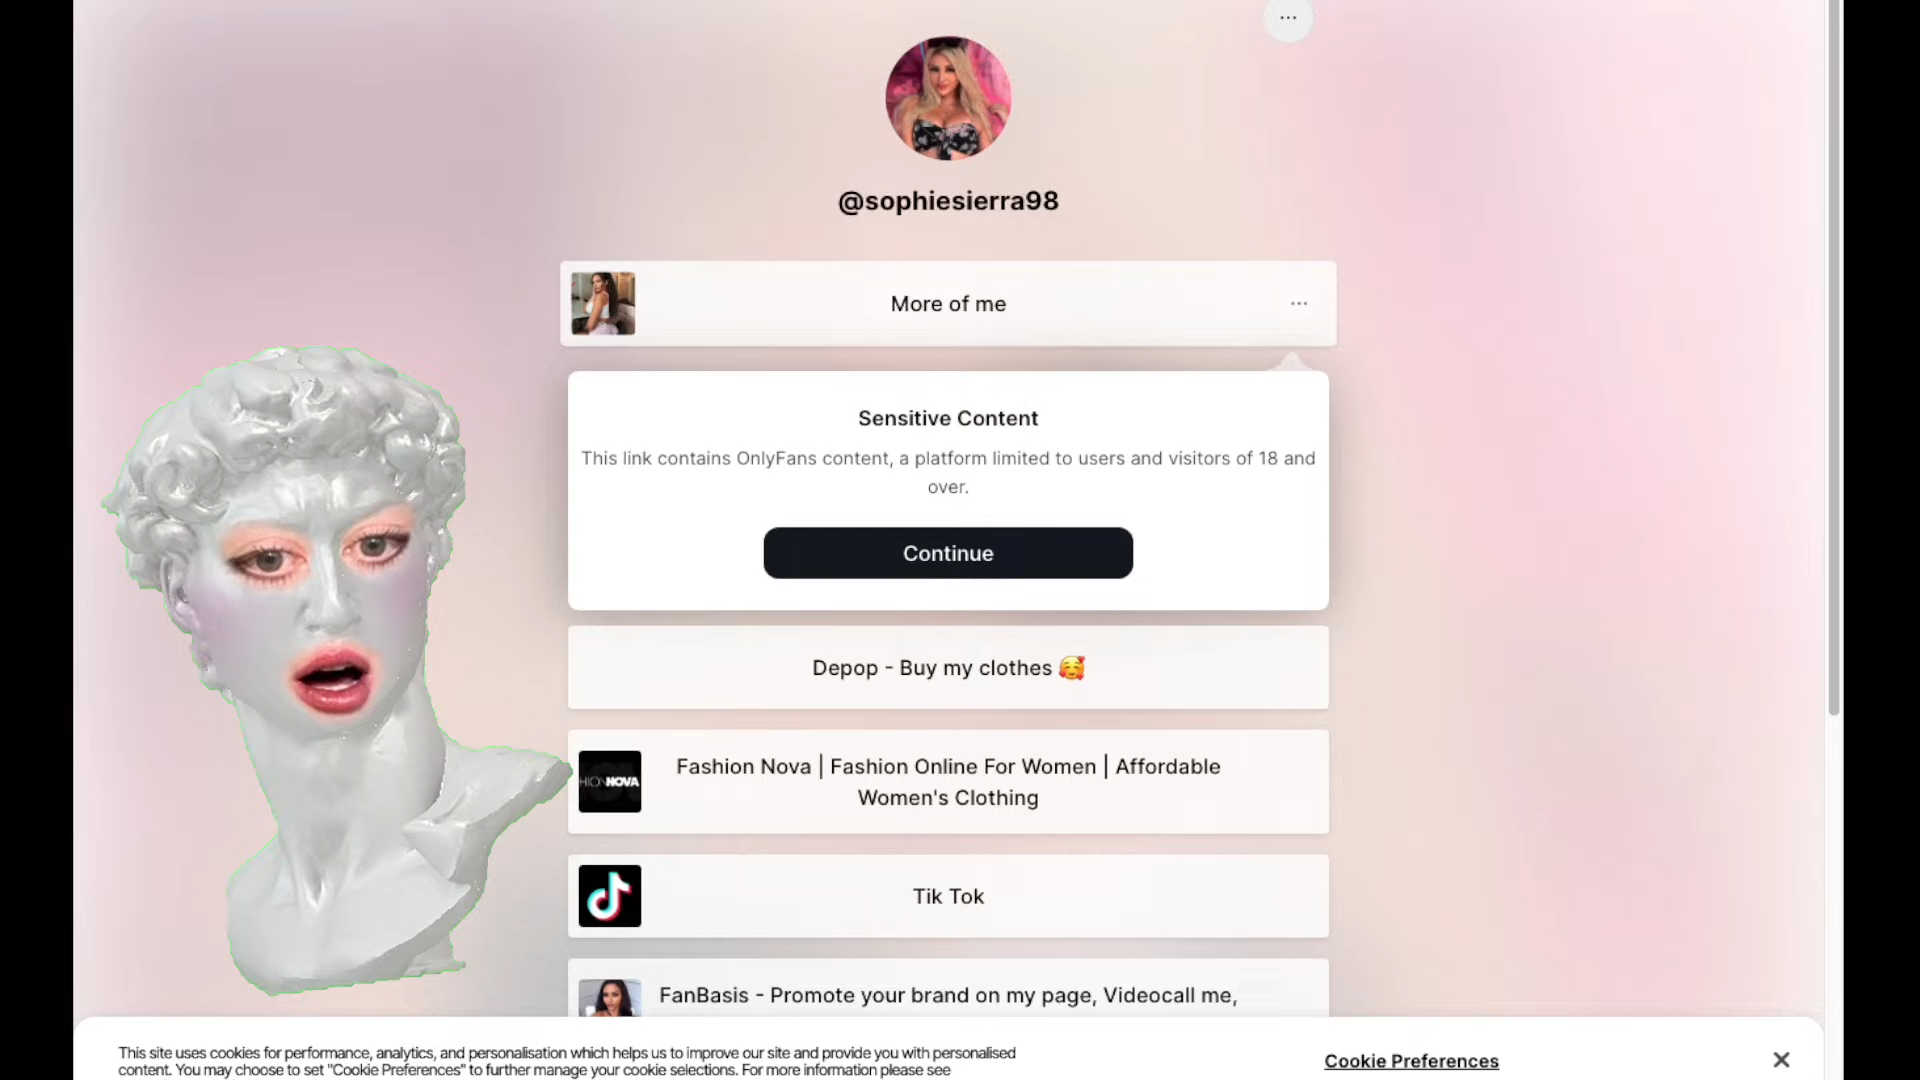 @sophiesierra98
More of me
Sensitive Content
This link contains OnlyFans content, a platform limited to users and visitors of 18 and
over.
Continue
Depop - Buy my clothes 🥰
HIONNOVA
Fashion Nova | Fashion Online For Women | Affordable
Women's Clothing
Tik Tok
FanBasis - Promote your brand on my page, Videocall me,
This site uses cookies for performance, analytics, and personalisation which helps us to improve our site and provide you with personalised
content. You may choose to set "Cookie Preferences" to further manage your cookie selections. For more information please see
Cookie Preferences